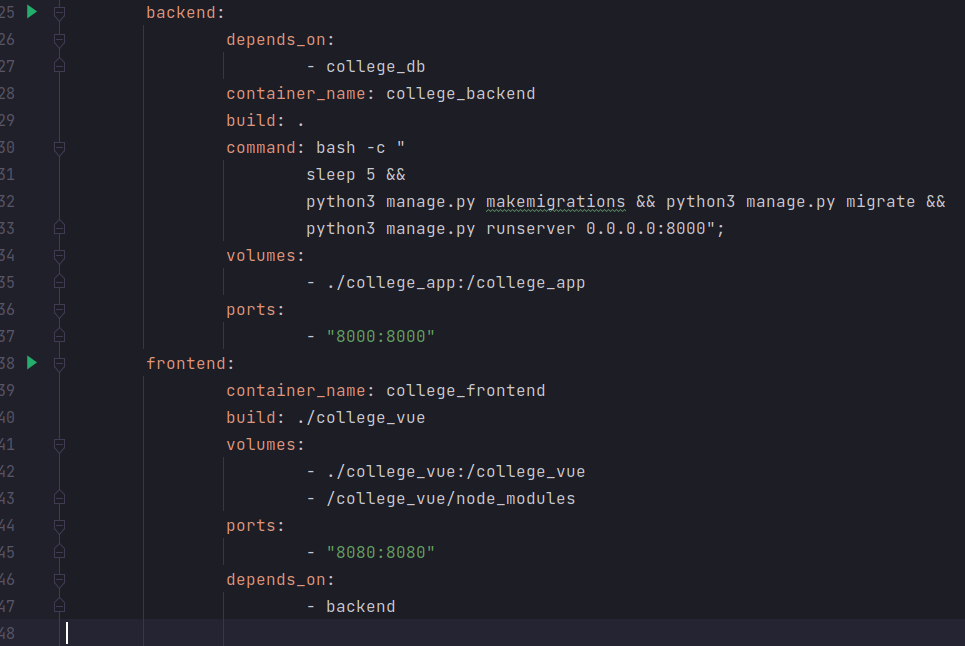 25 backend:
26 depends_on:
27 - college_db
28 container_name: college_backend
29 build: .
30 command: bash -c "
31 sleep 5 &&
32 python3 manage.py makemigrations && python3 manage.py migrate &&
33 python3 manage.py runserver 0.0.0.0:8000";
34 volumes:
35 - ./college_app:/college_app
36 ports:
37 - "8000:8000"
38 frontend:
39 container_name: college_frontend
40 build: ./college_vue
41 volumes:
42 - ./college_vue:/college_vue
43 - /college_vue/node_modules
44 ports:
45 - "8080:8080"
46 depends_on:
47 - backend
48